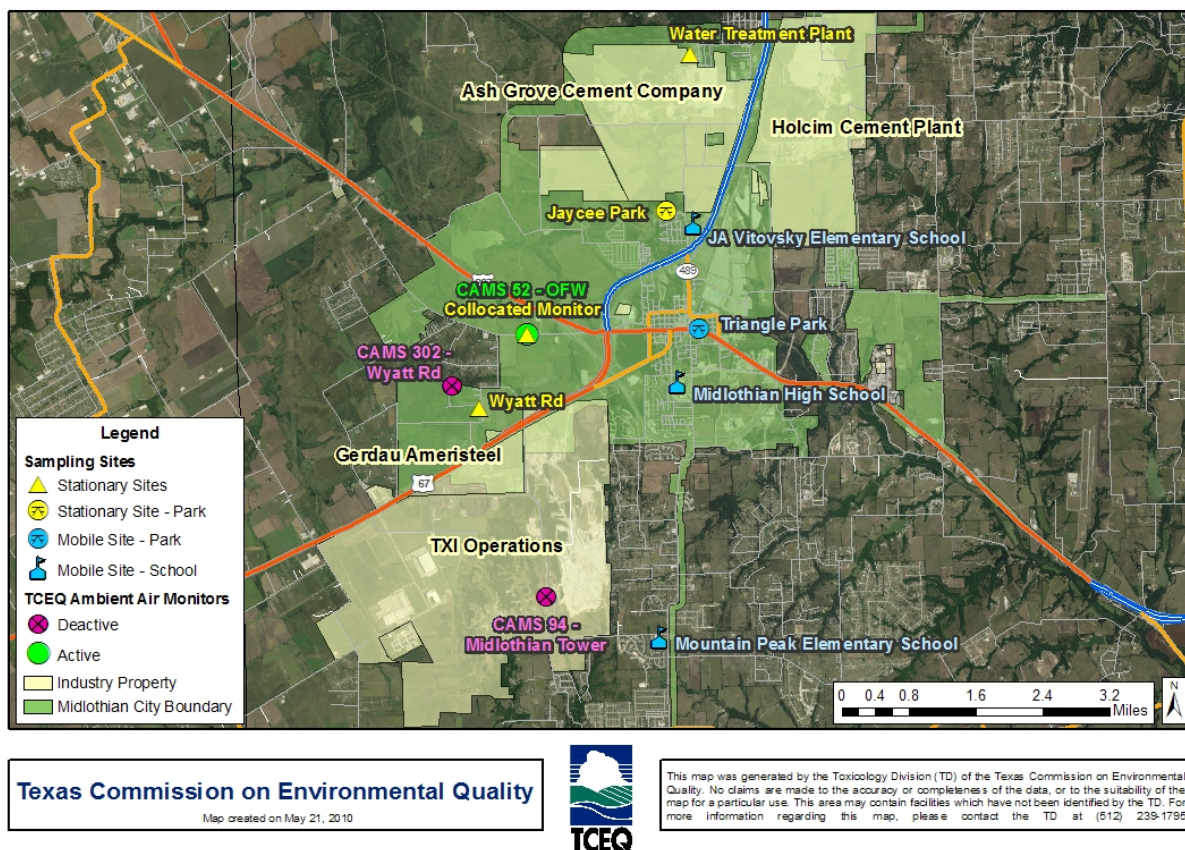 Water Treatment Plant
Ash Grove Cement Company
Holcim Cement Plant
Jaycee Park
JA Vitovsky Elementary School
489
CAMS 52 - OFW
Collocated Monitor
Triangle Park
CAMS 302 -
Wyatt Rd
Midlothian High School
Wyatt Rd
Gerdau Ameristeel
67
TXI Operations
CAMS 94 -
Midlothian Tower
Mountain Peak Elementary School
Legend
Sampling Sites
Stationary Sites
Stationary Site - Park
Mobile Site - Park
Mobile Site - School
TCEQ Ambient Air Monitors
Deactive
Active
Industry Property
Midlothian City Boundary
0 0.4 0.8 1.6 2.4 3.2
Miles
N
Texas Commission on Environmental Quality
Map created on May 21, 2010
TCEQ
This map was generated by the Toxicology Division (TD) of the Texas Commission on Environmental
Quality. No claims are made to the accuracy or completeness of the data, or to the suitability of the
map for a particular use. This area may contain facilities which have not been identified by the TD. For
more information regarding this map, please contact the TD at (512) 239-1795